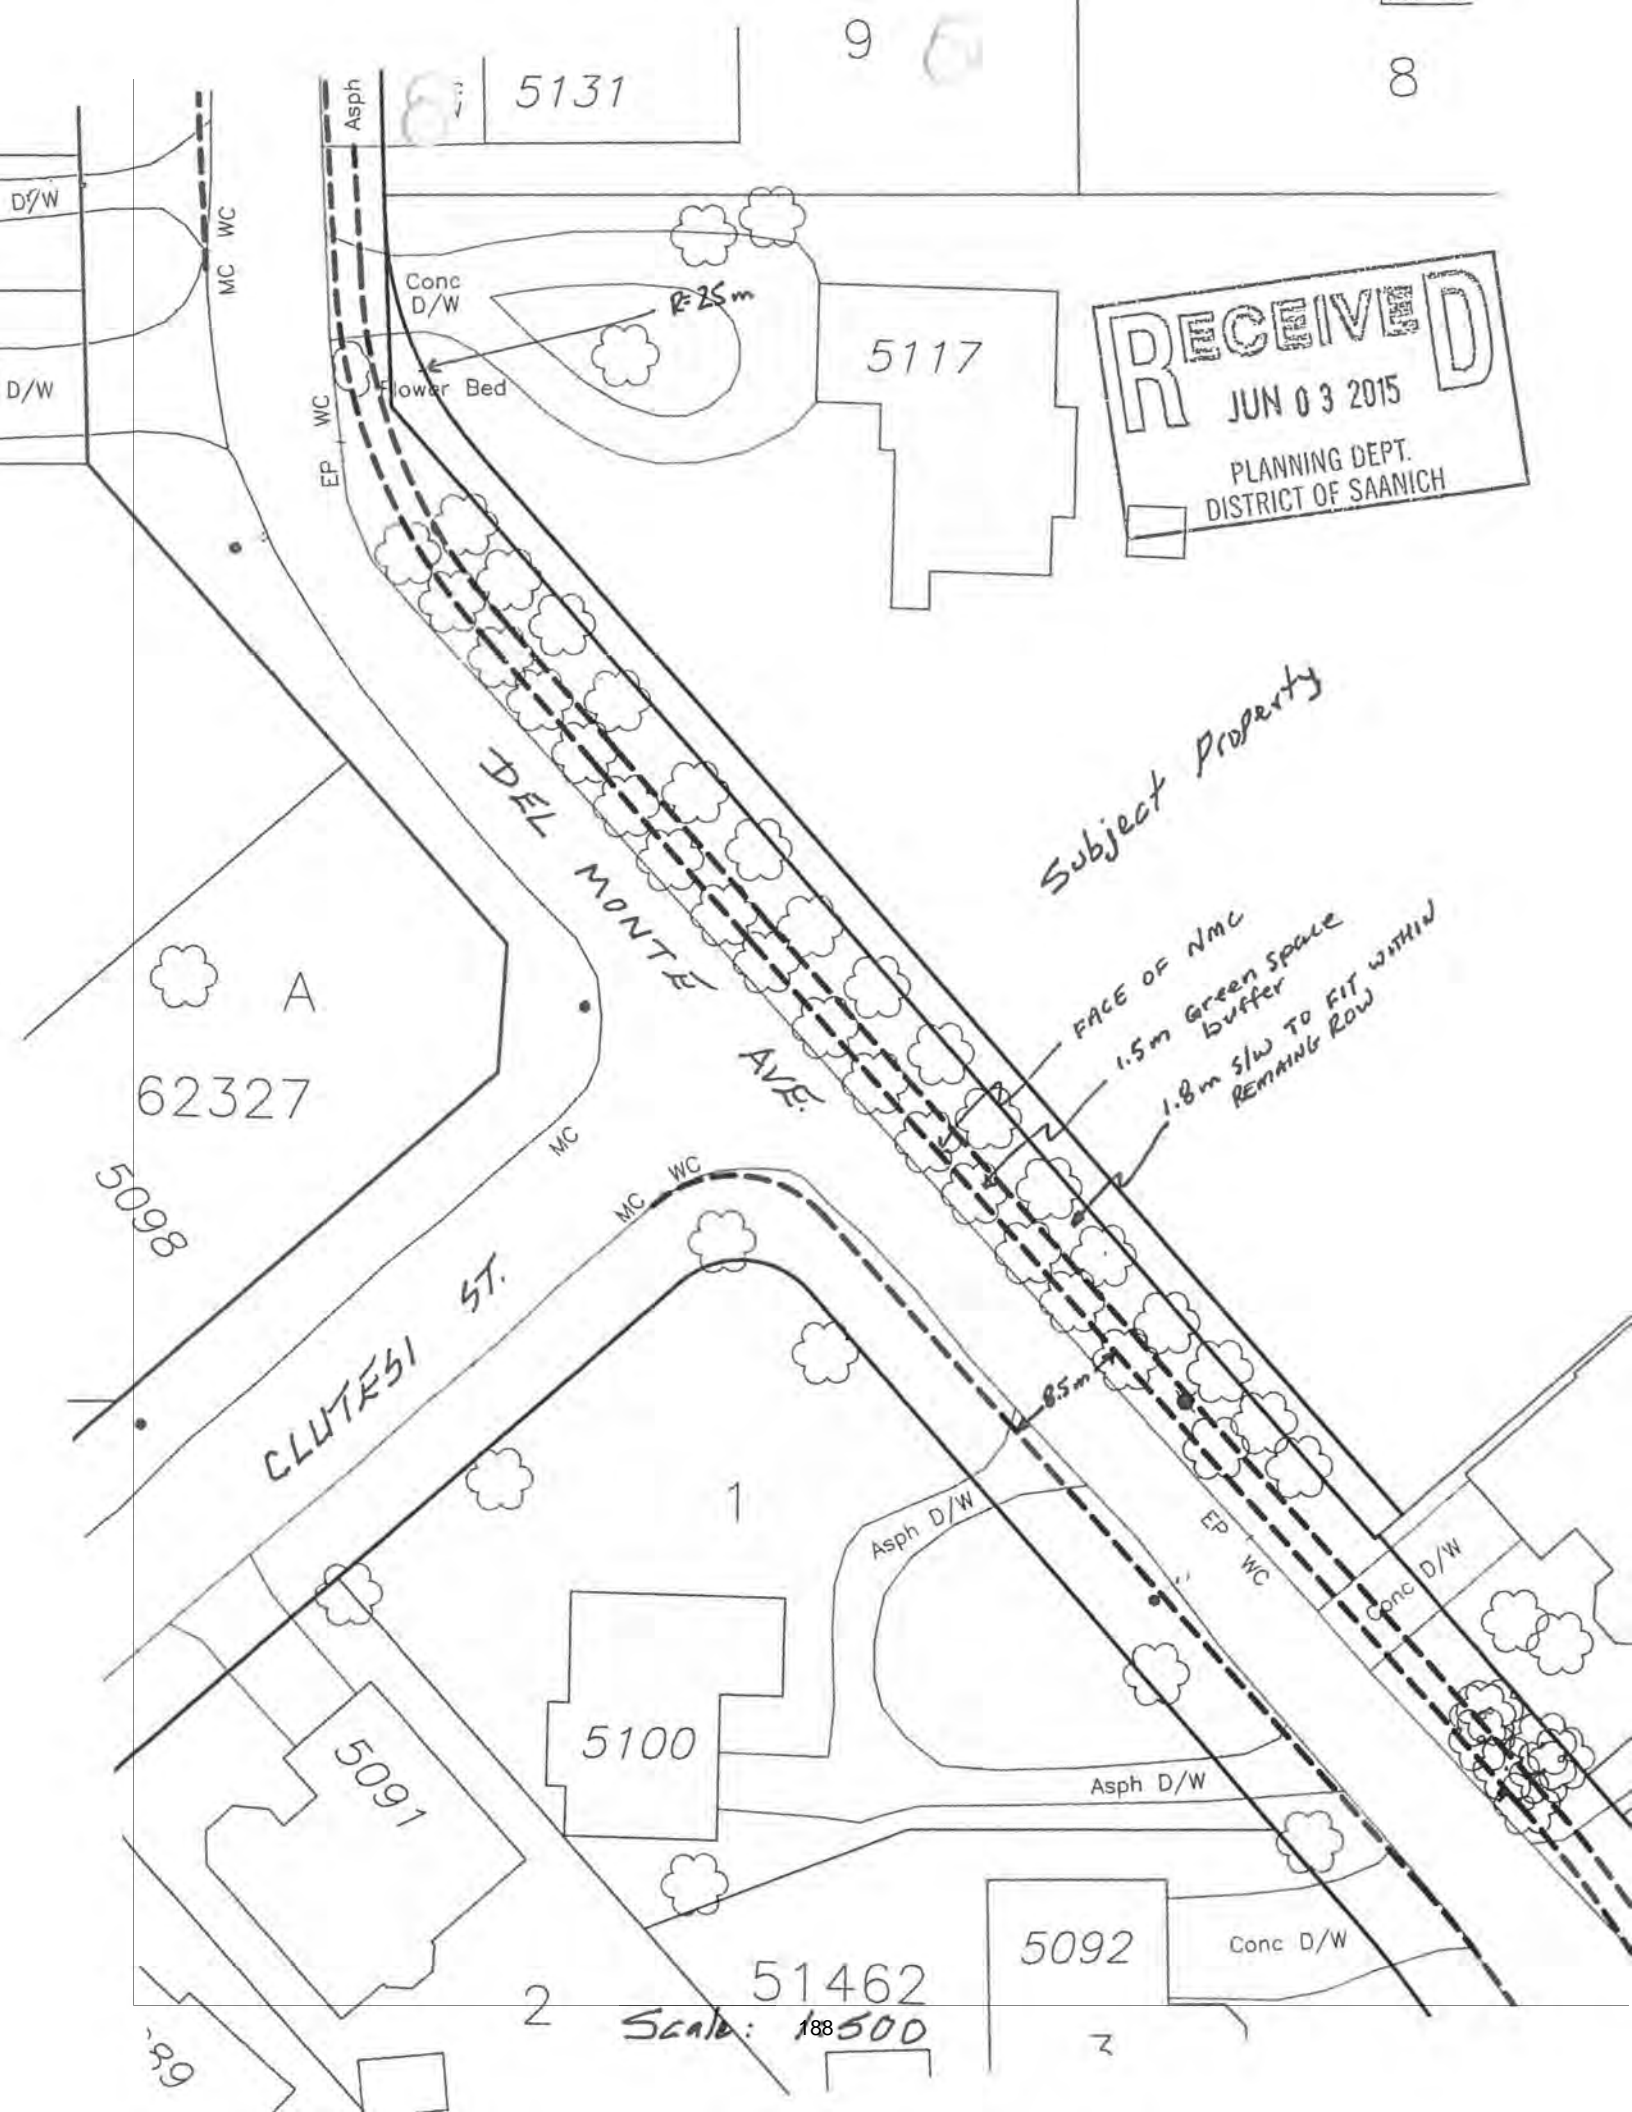 9
8
5131
Asph
D/W
MC WC
Conc
D/W
R=25m
Flower Bed
5117
RECEIVED
JUN 03 2015
PLANNING DEPT.
DISTRICT OF SAANICH
D/W
EP WC
Subject Property
DEL MONTE AVE.
FACE OF NMC
1.5m Green Space
buffer
1.8m S/W TO FIT WITHIN
REMAING ROW
A
62327
5098
MC
MC WC
CLUTESI ST.
8.5m
1
Asph D/W
EP WC
Conc D/W
5100
5091
Asph D/W
5092
Conc D/W
51462
2
Scale: 1:500
188
3